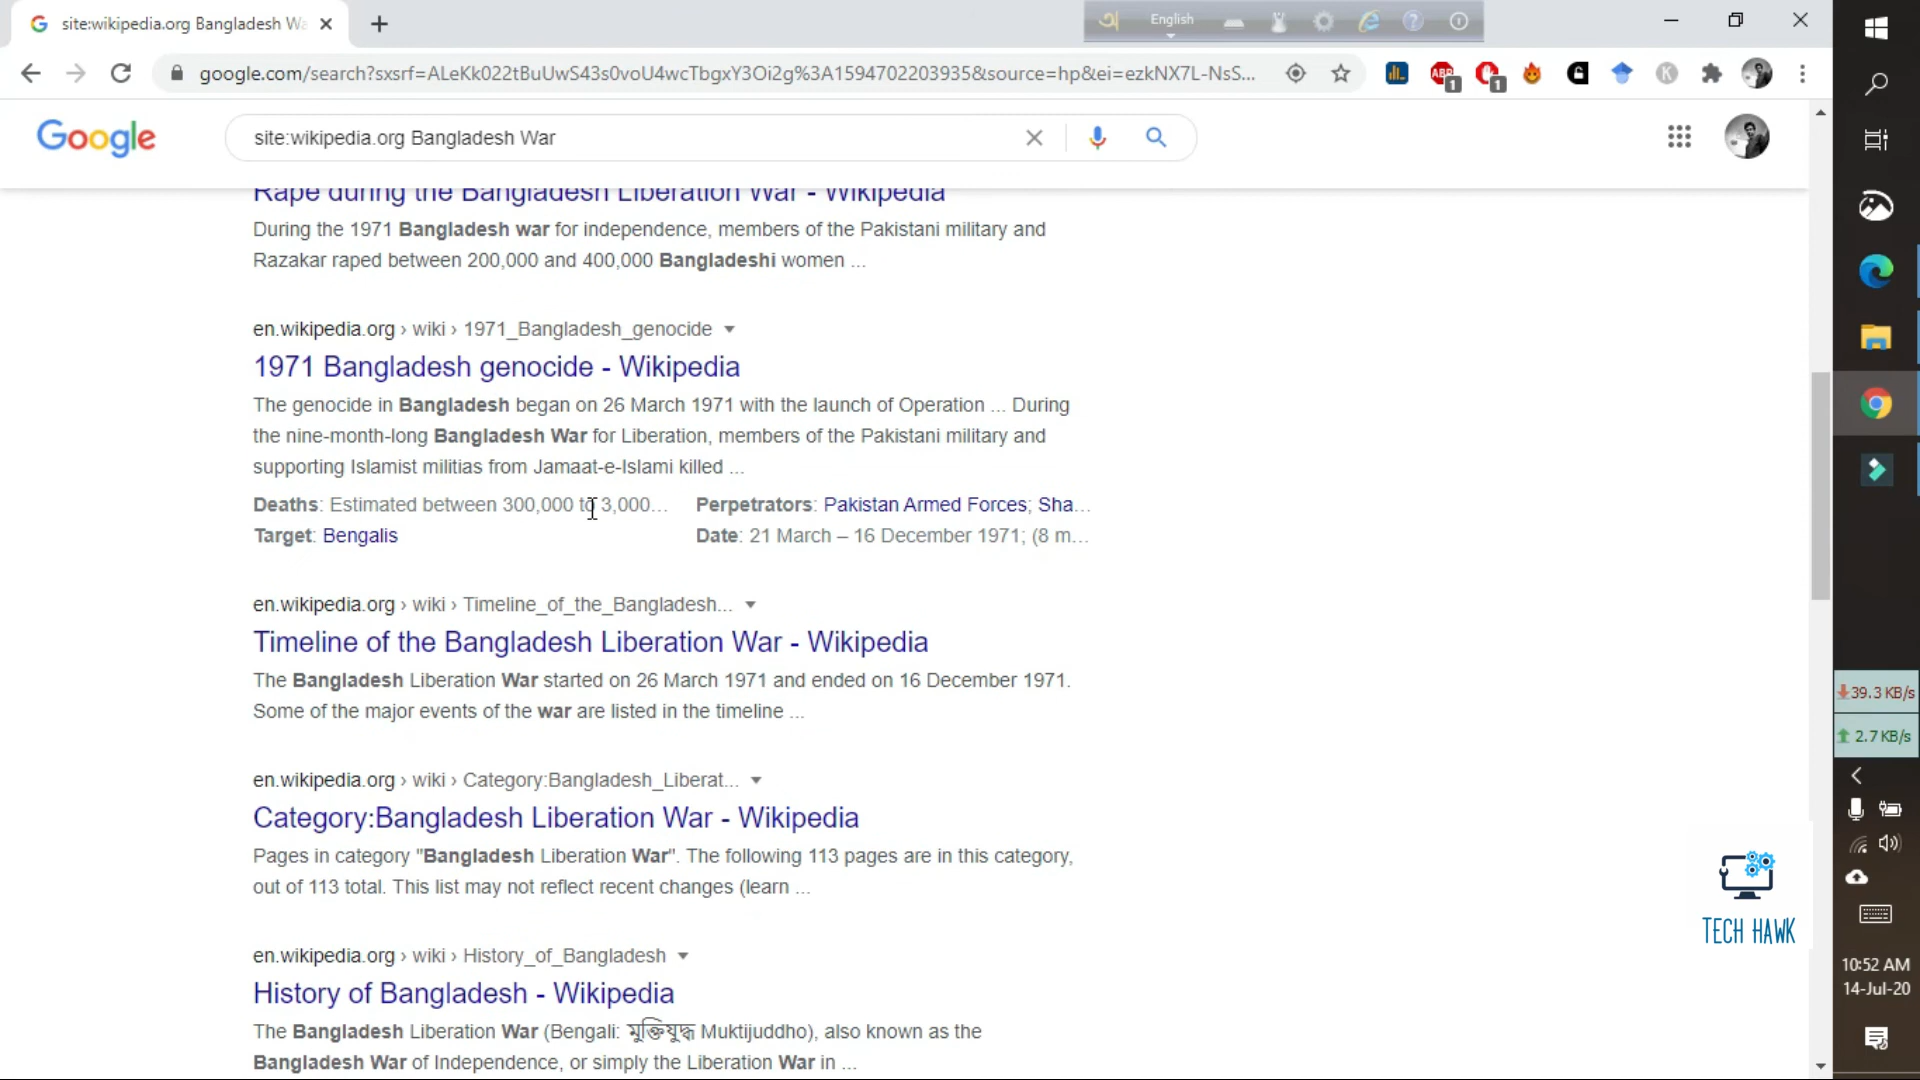 site:wikipedia.org Bangladesh Wa
English
google.com/search?sxsrf=ALeKk022tBuUwS43s0voU4wcTbgxY3Oi2g%3A1594702203935&source=hp&ei=ezkNX7L-NsS...
ABP
1
1
K
Google
site:wikipedia.org Bangladesh War
Rape during the Bangladesh Liberation War - Wikipedia
During the 1971 Bangladesh war for independence, members of the Pakistani military and
Razakar raped between 200,000 and 400,000 Bangladeshi women ...
en.wikipedia.org › wiki › 1971_Bangladesh_genocide
1971 Bangladesh genocide - Wikipedia
The genocide in Bangladesh began on 26 March 1971 with the launch of Operation ... During
the nine-month-long Bangladesh War for Liberation, members of the Pakistani military and
supporting Islamist militias from Jamaat-e-Islami killed ...
Deaths: Estimated between 300,000 to 3,000... Perpetrators: Pakistan Armed Forces; Sha...
Target: Bengalis Date: 21 March – 16 December 1971; (8 m...
en.wikipedia.org › wiki › Timeline_of_the_Bangladesh...
Timeline of the Bangladesh Liberation War - Wikipedia
The Bangladesh Liberation War started on 26 March 1971 and ended on 16 December 1971.
Some of the major events of the war are listed in the timeline ...
en.wikipedia.org › wiki › Category:Bangladesh_Liberat...
Category:Bangladesh Liberation War - Wikipedia
Pages in category "Bangladesh Liberation War". The following 113 pages are in this category,
out of 113 total. This list may not reflect recent changes (learn ...
en.wikipedia.org › wiki › History_of_Bangladesh
History of Bangladesh - Wikipedia
The Bangladesh Liberation War (Bengali: মুক্তিযুদ্ধ Muktijuddho), also known as the
Bangladesh War of Independence, or simply the Liberation War in ...
39.3 KB/s
2.7 KB/s
TECH HAWK
10:52 AM
14-Jul-20